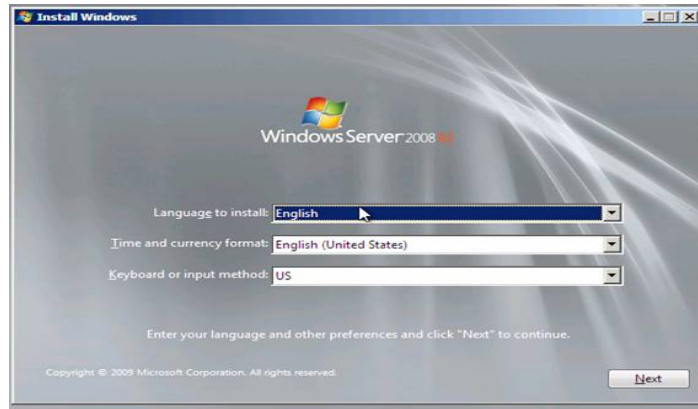 Install Windows
Windows Server 2008 R2
Language to install: English
Time and currency format: English (United States)
Keyboard or input method: US
Enter your language and other preferences and click "Next" to continue.
Copyright © 2009 Microsoft Corporation. All rights reserved.
Next